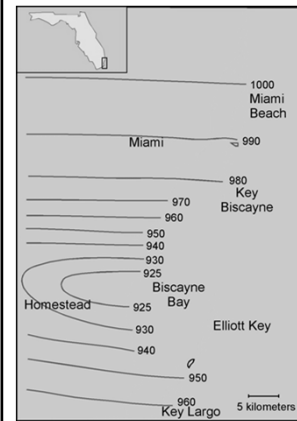 1000
Miami
Beach
Miami
990
980
Key
Biscayne
970
960
950
940
930
925
Biscayne
Bay
Homestead
925
930
Elliott Key
940
950
960
Key Largo
5 kilometers